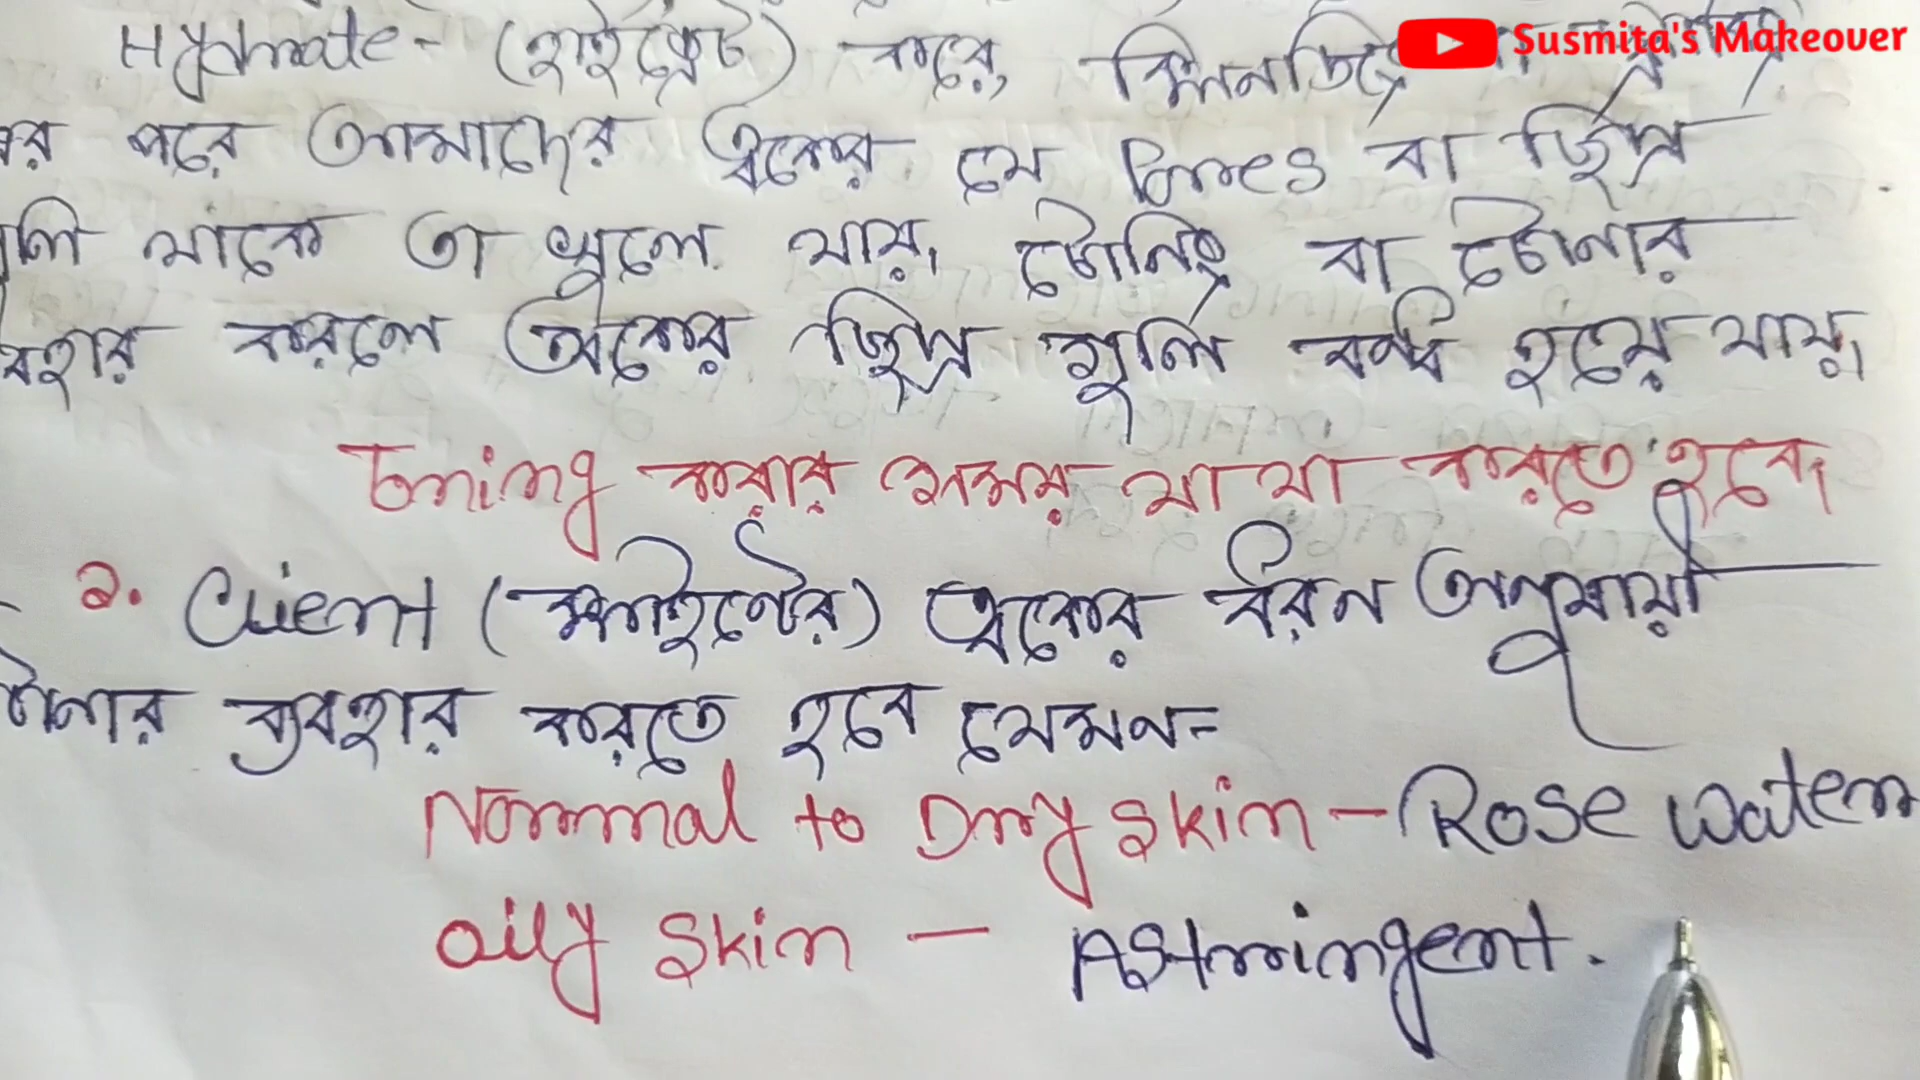 Susmita's Makeover
Hydrate - (হাইড্রেট) করে, ক্লিনজিং
পরে আমাদের ত্বকের যে Pores বা ছিদ্র
থাকে তা খুলে যায়। টোনিং বা টোনার
ব্যবহার করলে ত্বকের ছিদ্র গুলি বন্ধ হয়ে যায়।
Toning করার সময় যা যা করতে হবে।
১. Client (ক্লাইন্টের) ত্বকের ধরন অনুযায়ী
টোনার ব্যবহার করতে হবে যেমন-
Normal to Dry skin - Rose water
oily skin - Astringent.